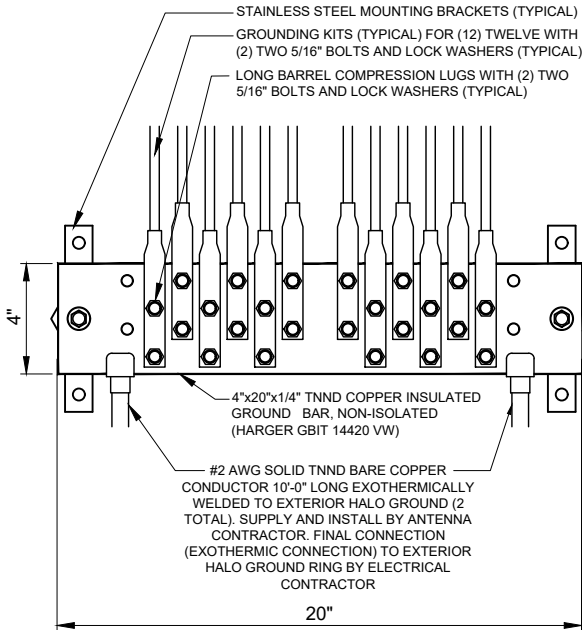 STAINLESS STEEL MOUNTING BRACKETS (TYPICAL)
GROUNDING KITS (TYPICAL) FOR (12) TWELVE WITH
(2) TWO 5/16" BOLTS AND LOCK WASHERS (TYPICAL)
LONG BARREL COMPRESSION LUGS WITH (2) TWO
5/16" BOLTS AND LOCK WASHERS (TYPICAL)
4"
4"x20"x1/4" TNND COPPER INSULATED
GROUND BAR, NON-ISOLATED
(HARGER GBIT 14420 VW)
#2 AWG SOLID TNND BARE COPPER
CONDUCTOR 10'-0" LONG EXOTHERMICALLY
WELDED TO EXTERIOR HALO GROUND (2
TOTAL). SUPPLY AND INSTALL BY ANTENNA
CONTRACTOR. FINAL CONNECTION
(EXOTHERMIC CONNECTION) TO EXTERIOR
HALO GROUND RING BY ELECTRICAL
CONTRACTOR
20"